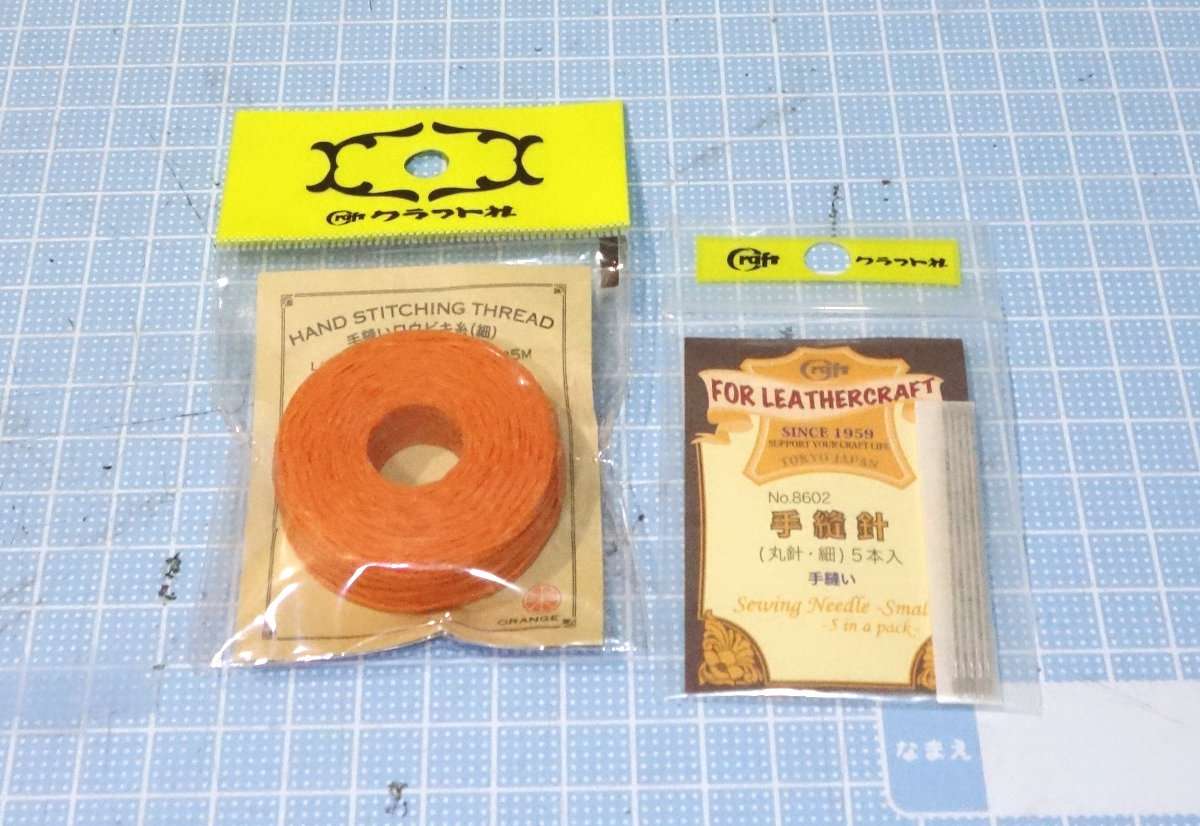 Craft クラフト社
HAND STITCHING THREAD
手縫いロウビキ糸(細)
25M
ORANGE
Craft クラフト社
Craft
FOR LEATHERCRAFT
SINCE 1959
SUPPORT YOUR CRAFT LIFE
TOKYO JAPAN
No.8602
手縫針
(丸針・細)5本入
手縫い
Sewing Needle -Smal
-5 in a pack-
なまえ